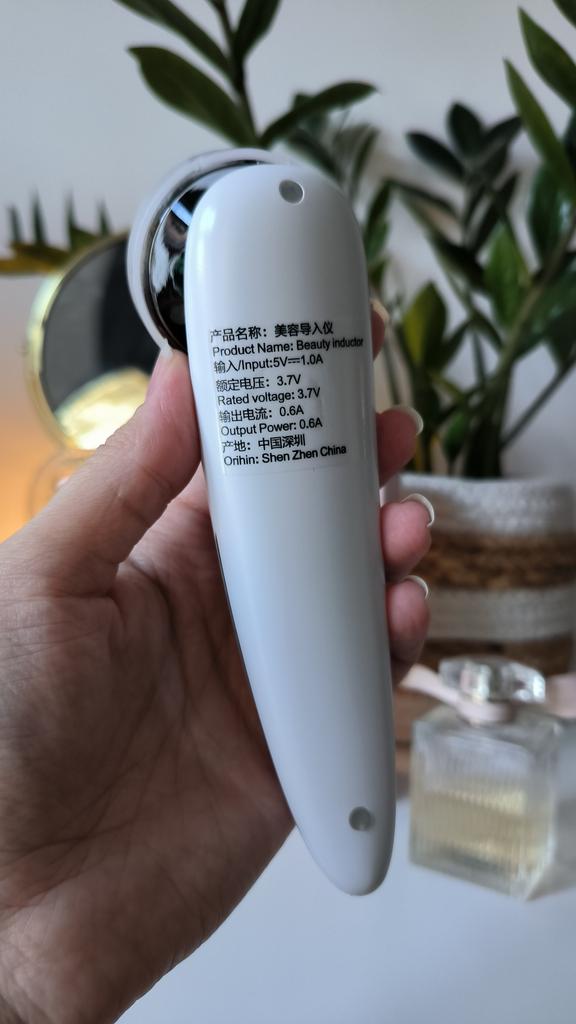 产品名称：美容导入仪
Product Name: Beauty inductor
输入/Input:5V⎓1.0A
额定电压：3.7V
Rated voltage: 3.7V
输出电流：0.6A
Output Power: 0.6A
产地：中国深圳
Orihin: Shen Zhen China